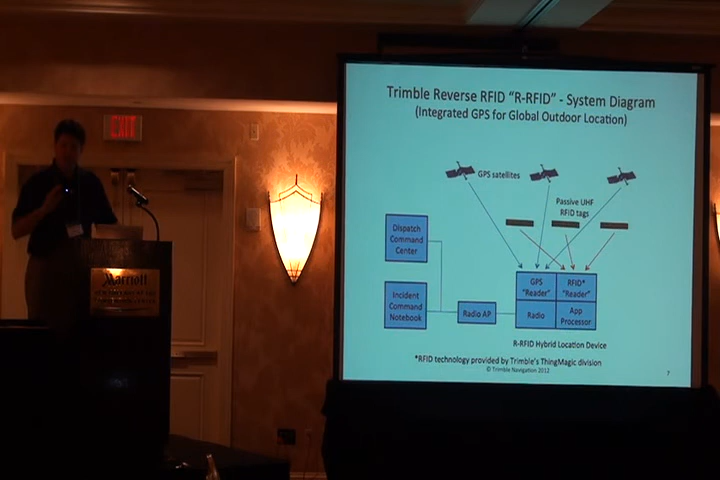 EXIT
Marriott
Trimble Reverse RFID “R-RFID” - System Diagram
(Integrated GPS for Global Outdoor Location)
GPS satellites
Passive UHF
RFID tags
Dispatch
Command
Center
Incident
Command
Notebook
Radio AP
GPS
"Reader"
RFID*
"Reader"
Radio
App
Processor
R-RFID Hybrid Location Device
*RFID technology provided by Trimble's ThingMagic division
© Trimble Navigation 2012
7